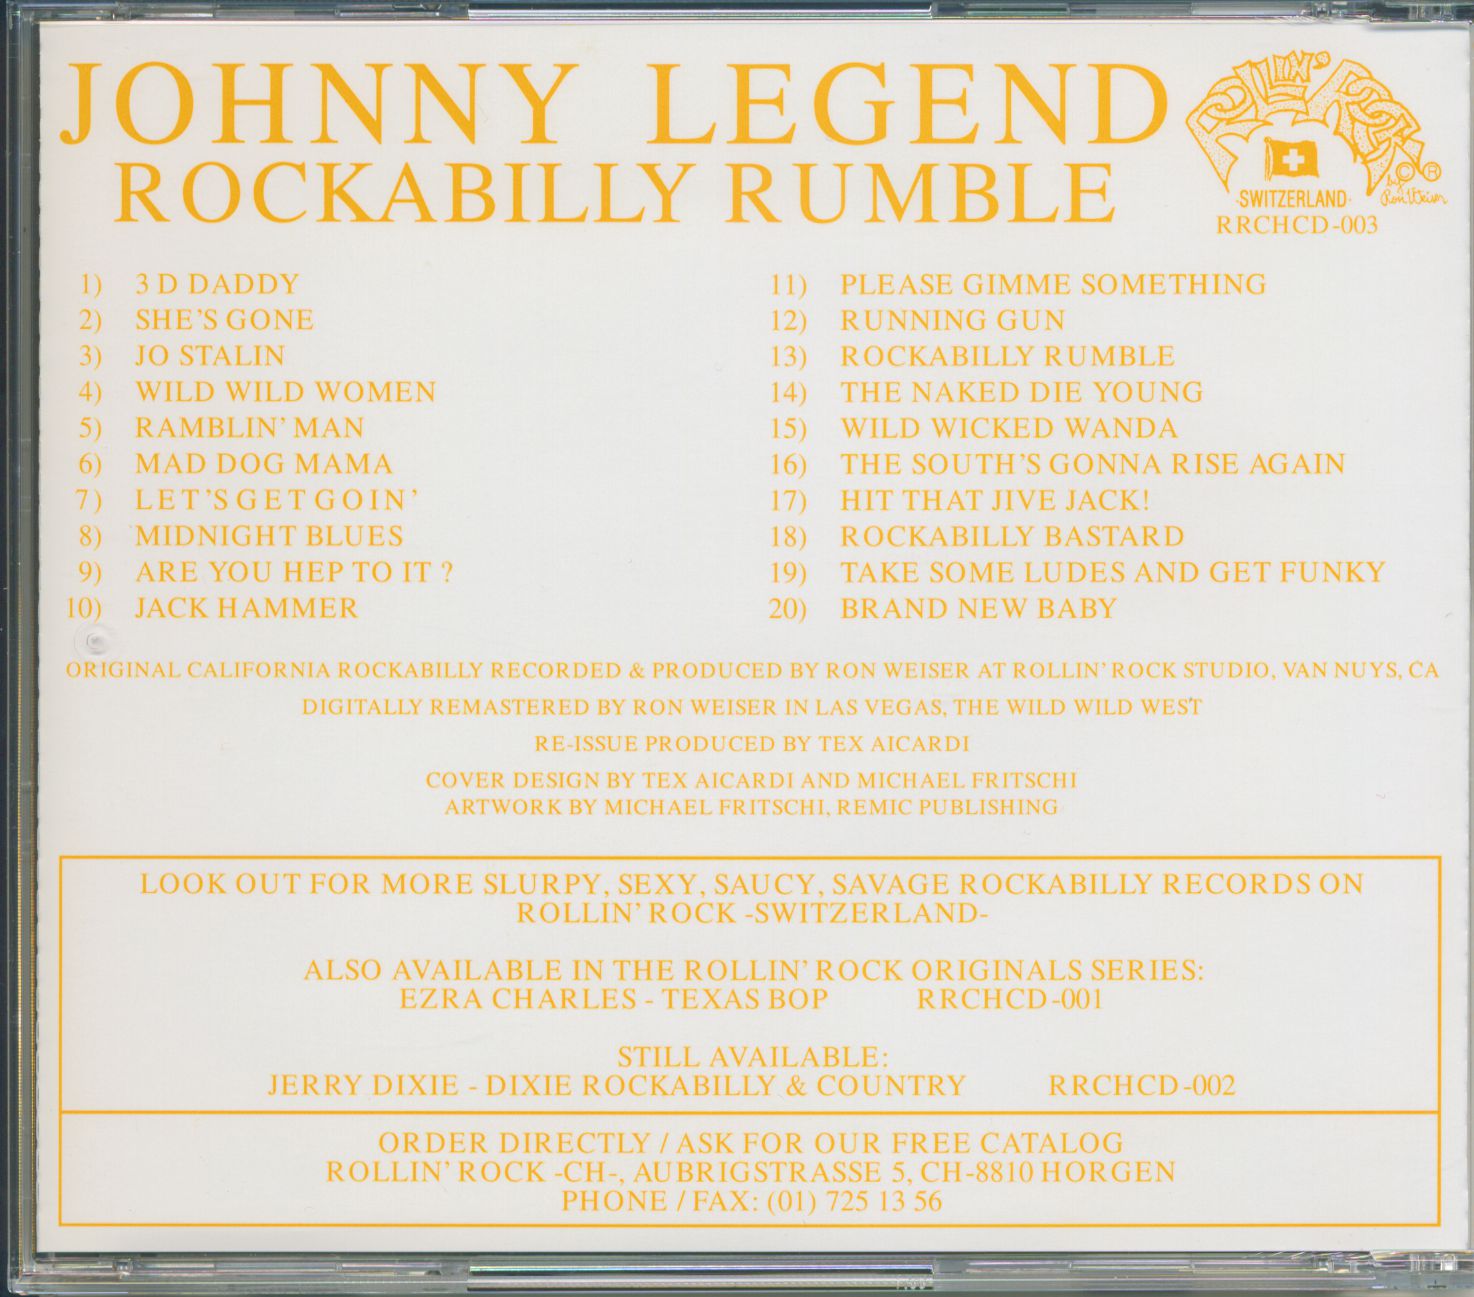 JOHNNY LEGEND
ROCKABILLY RUMBLE
ROLLIN' ROCK
-SWITZERLAND-
by Ron Weiser
© ®
RRCHCD-003
1) 3 D DADDY
2) SHE'S GONE
3) JO STALIN
4) WILD WILD WOMEN
5) RAMBLIN' MAN
6) MAD DOG MAMA
7) LET'S GET GOIN'
8) MIDNIGHT BLUES
9) ARE YOU HEP TO IT ?
10) JACK HAMMER
11) PLEASE GIMME SOMETHING
12) RUNNING GUN
13) ROCKABILLY RUMBLE
14) THE NAKED DIE YOUNG
15) WILD WICKED WANDA
16) THE SOUTH'S GONNA RISE AGAIN
17) HIT THAT JIVE JACK!
18) ROCKABILLY BASTARD
19) TAKE SOME LUDES AND GET FUNKY
20) BRAND NEW BABY
ORIGINAL CALIFORNIA ROCKABILLY RECORDED & PRODUCED BY RON WEISER AT ROLLIN' ROCK STUDIO, VAN NUYS, CA
DIGITALLY REMASTERED BY RON WEISER IN LAS VEGAS, THE WILD WILD WEST
RE-ISSUE PRODUCED BY TEX AICARDI
COVER DESIGN BY TEX AICARDI AND MICHAEL FRITSCHI
ARTWORK BY MICHAEL FRITSCHI, REMIC PUBLISHING
LOOK OUT FOR MORE SLURPY, SEXY, SAUCY, SAVAGE ROCKABILLY RECORDS ON
ROLLIN' ROCK -SWITZERLAND-
ALSO AVAILABLE IN THE ROLLIN' ROCK ORIGINALS SERIES:
EZRA CHARLES - TEXAS BOP RRCHCD-001
STILL AVAILABLE:
JERRY DIXIE - DIXIE ROCKABILLY & COUNTRY RRCHCD-002
ORDER DIRECTLY / ASK FOR OUR FREE CATALOG
ROLLIN' ROCK -CH-, AUBRIGSTRASSE 5, CH-8810 HORGEN
PHONE / FAX: (01) 725 13 56